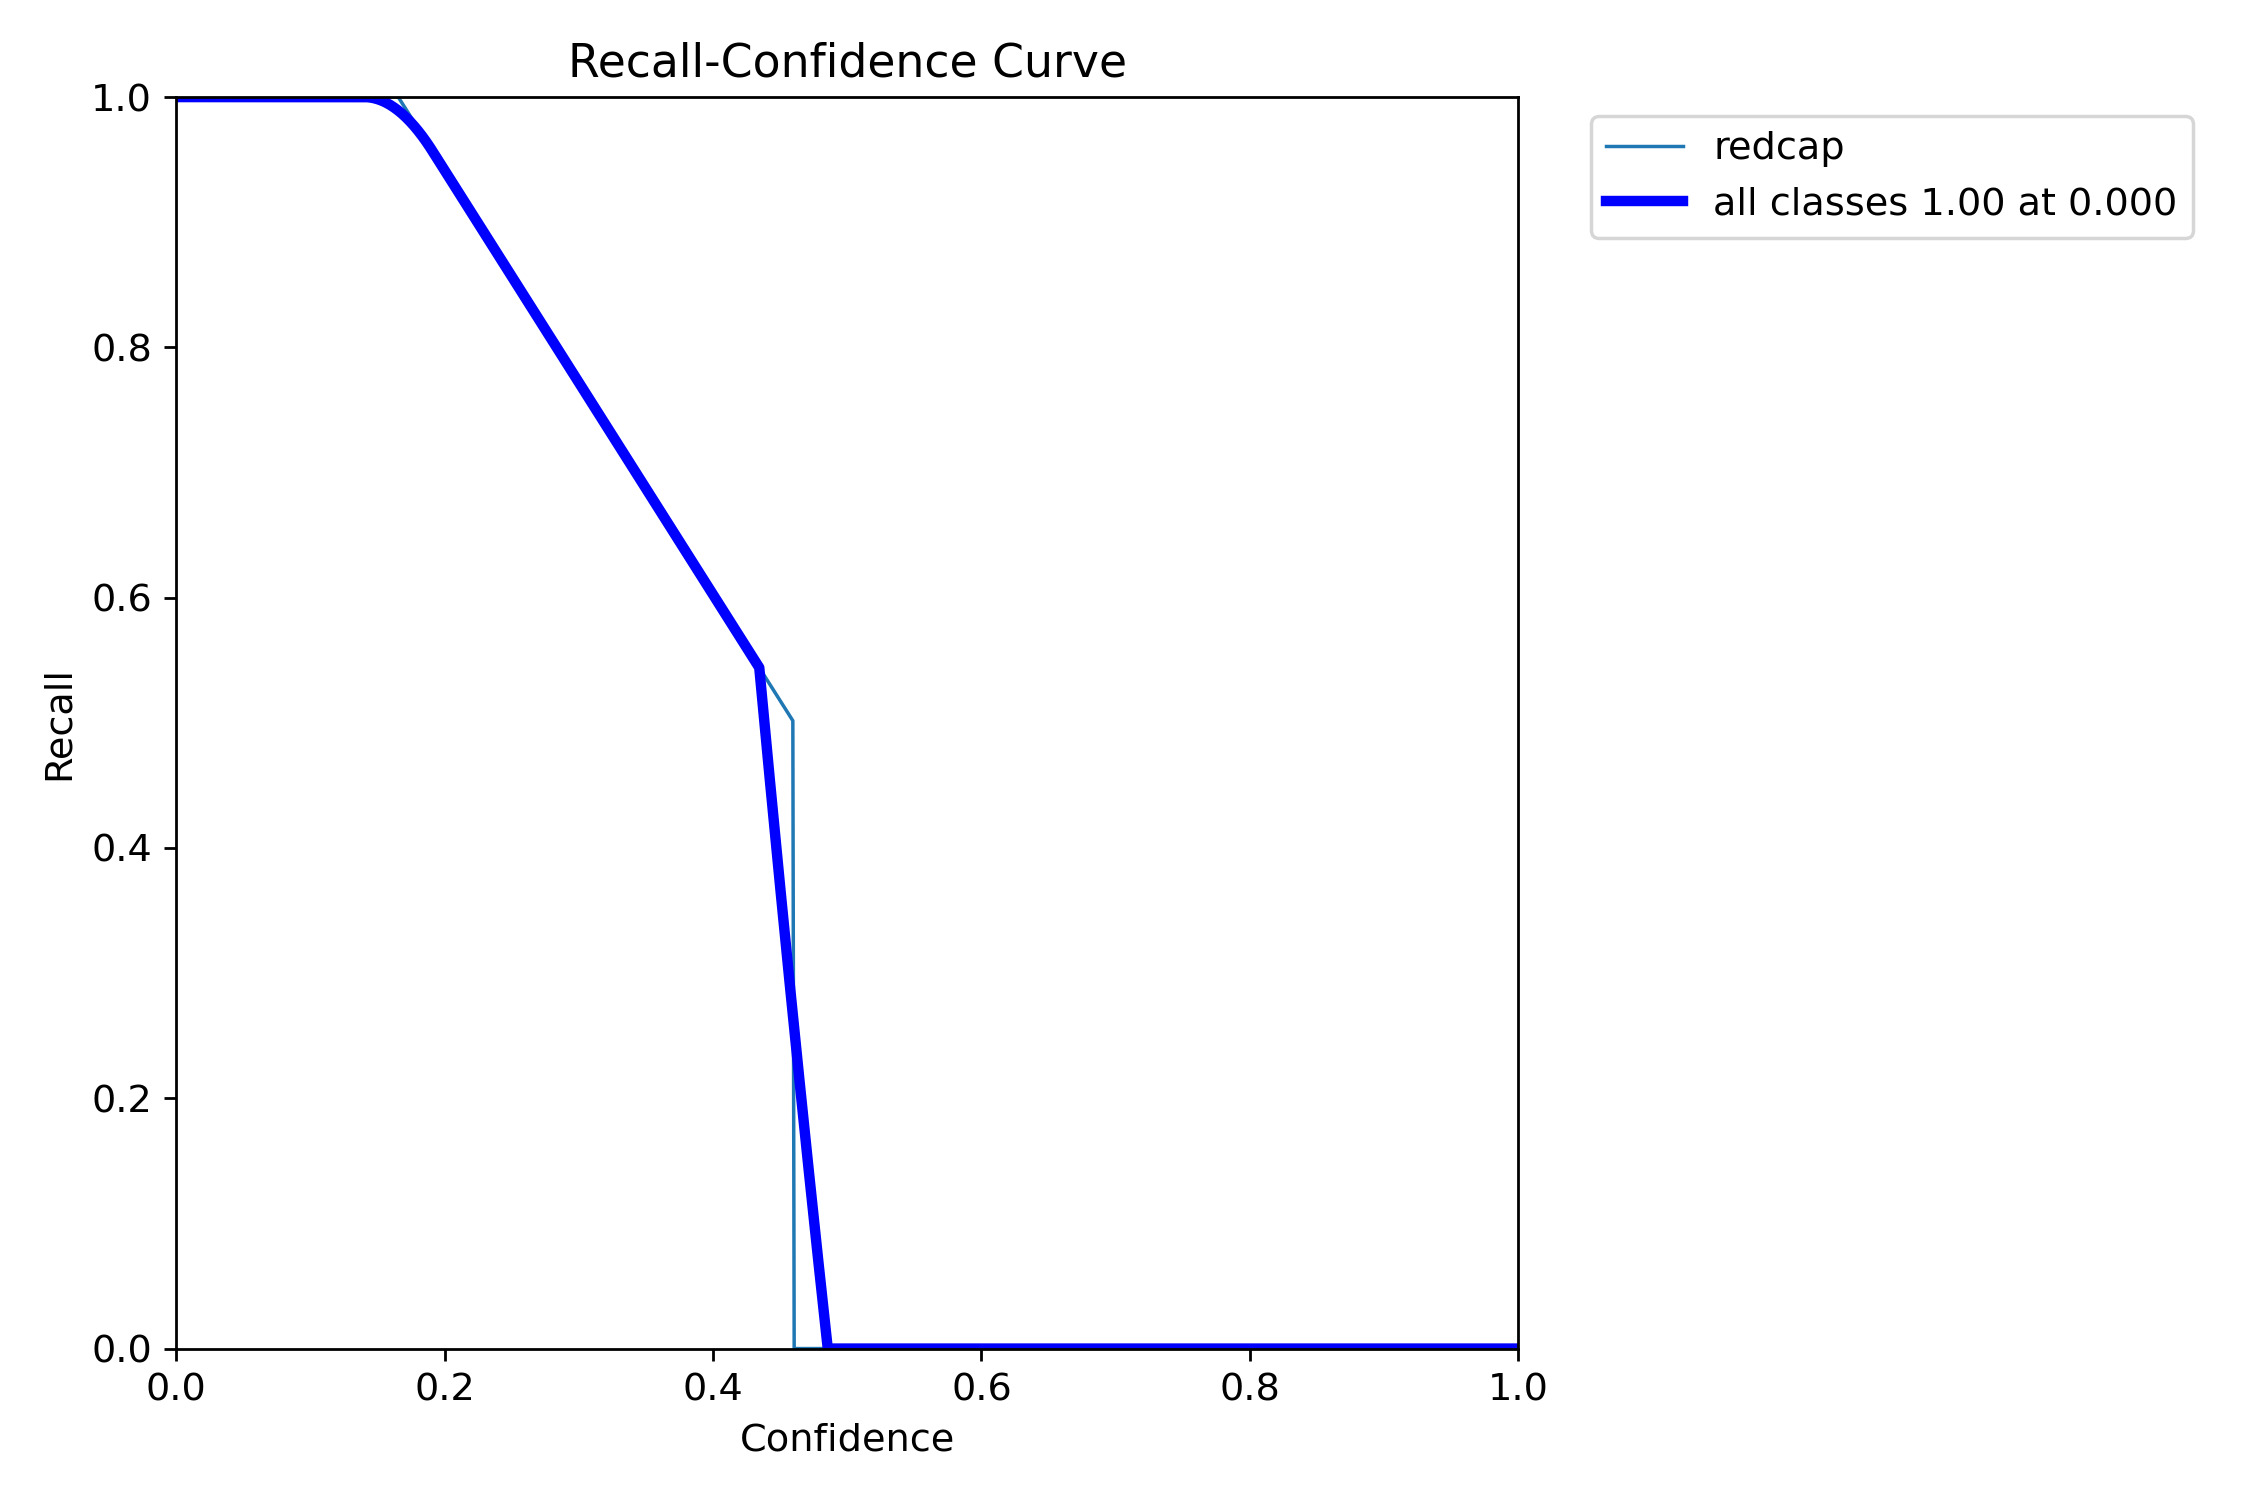 Recall-Confidence Curve
1.0
0.8
0.6
0.4
0.2
0.0
Recall
0.0 0.2 0.4 0.6 0.8 1.0
Confidence
redcap
all classes 1.00 at 0.000